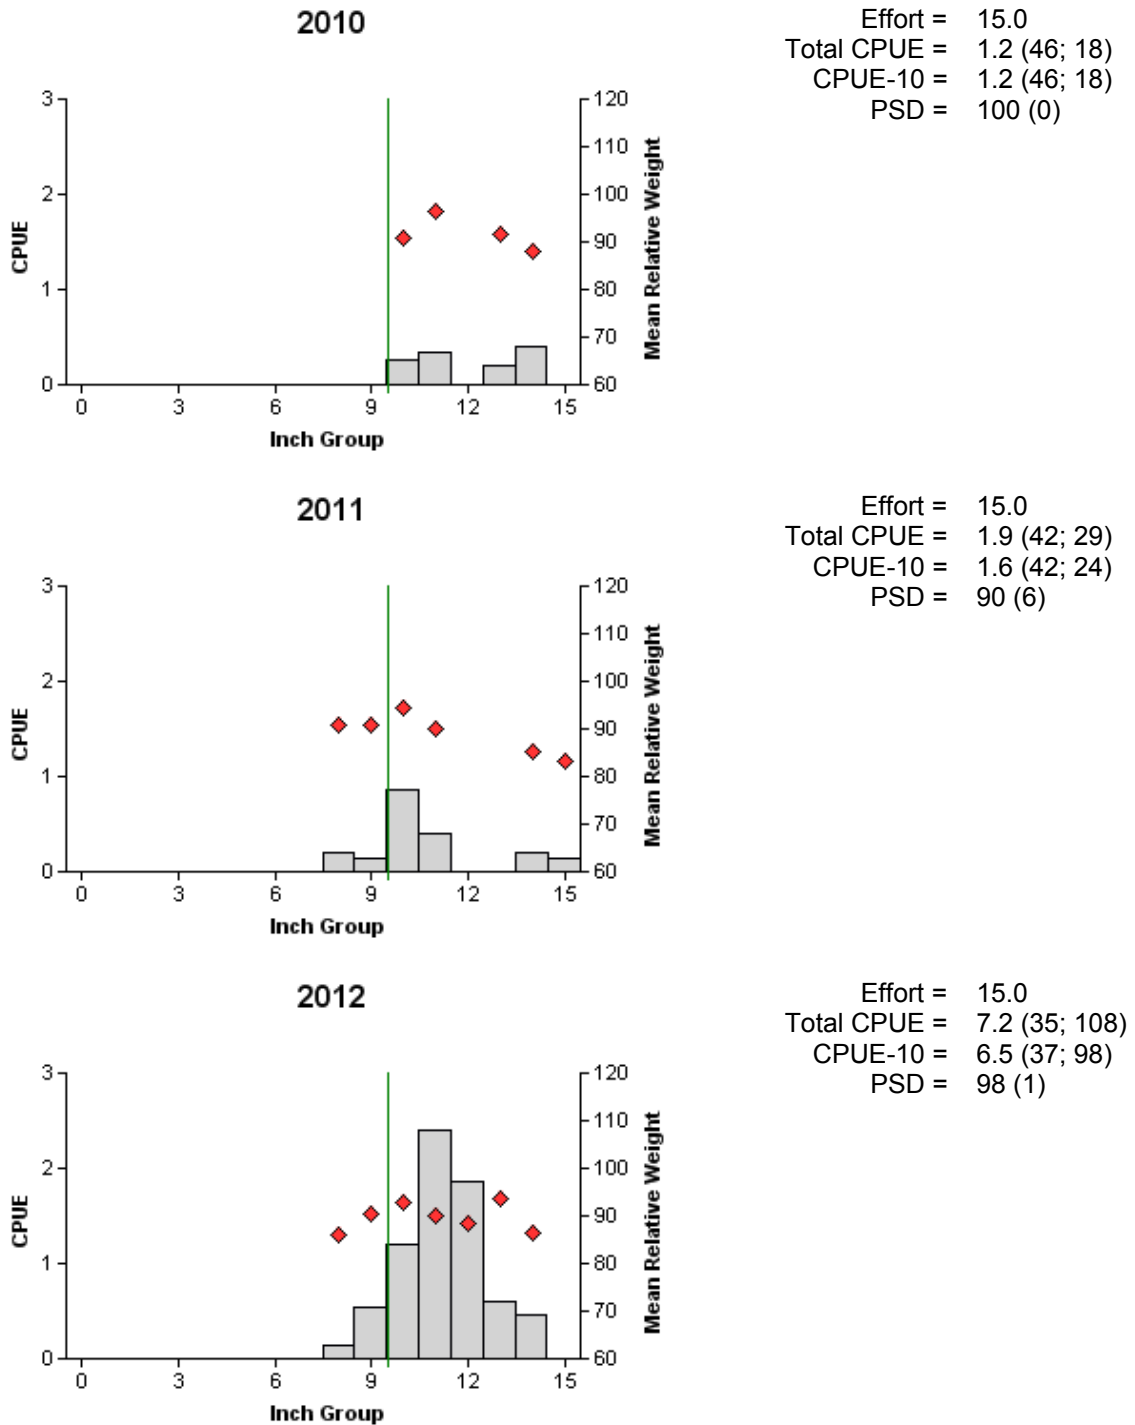 2010
Effort = 15.0
Total CPUE = 1.2 (46; 18)
CPUE-10 = 1.2 (46; 18)
PSD = 100 (0)
3
2
1
0
CPUE
120
110
100
90
80
70
60
Mean Relative Weight
0 3 6 9 12 15
Inch Group
2011
Effort = 15.0
Total CPUE = 1.9 (42; 29)
CPUE-10 = 1.6 (42; 24)
PSD = 90 (6)
3
2
1
0
CPUE
120
110
100
90
80
70
60
Mean Relative Weight
0 3 6 9 12 15
Inch Group
2012
Effort = 15.0
Total CPUE = 7.2 (35; 108)
CPUE-10 = 6.5 (37; 98)
PSD = 98 (1)
3
2
1
0
CPUE
120
110
100
90
80
70
60
Mean Relative Weight
0 3 6 9 12 15
Inch Group